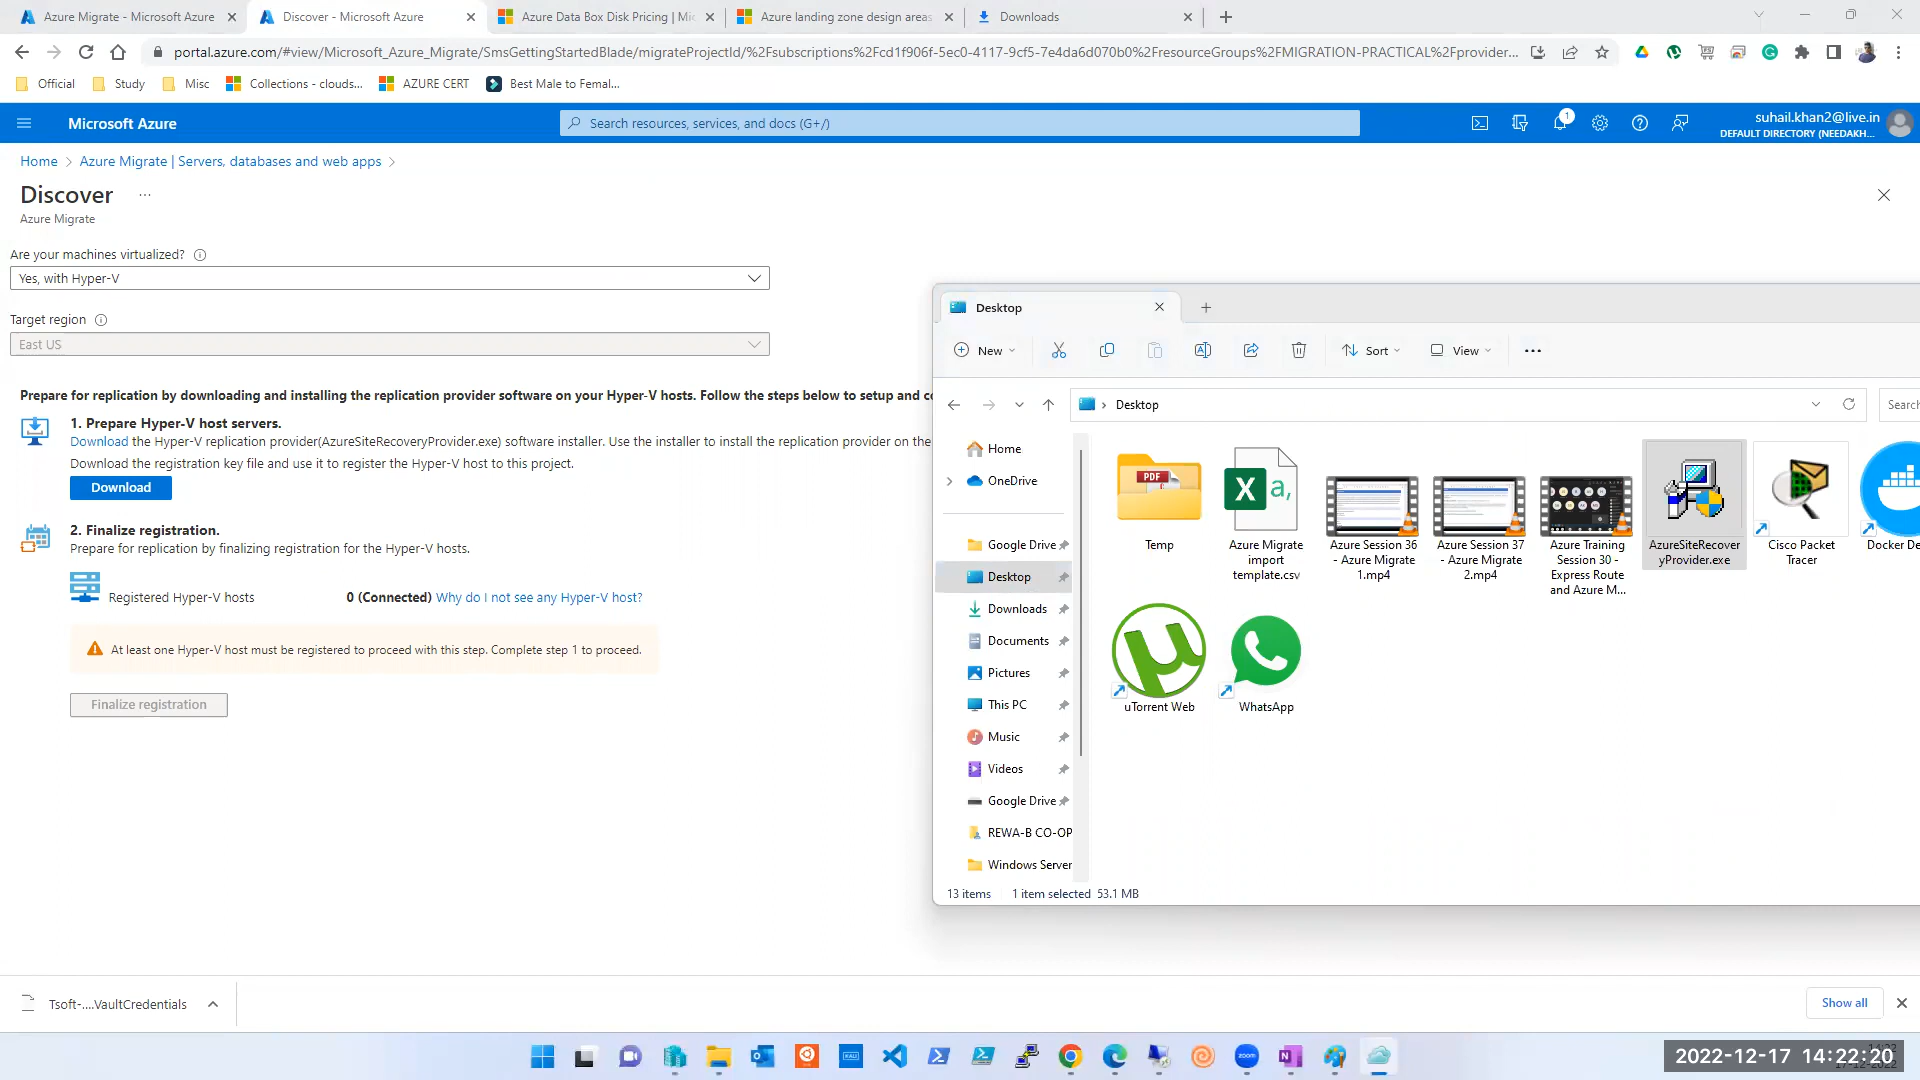 Azure Migrate - Microsoft Azure
Discover - Microsoft Azure
Azure Data Box Disk Pricing | Mic
Azure landing zone design areas
Downloads
portal.azure.com/#view/Microsoft_Azure_Migrate/SmsGettingStartedBlade/migrateProjectId/%2Fsubscriptions%2Fcd1f906f-5ec0-4117-9cf5-7e4da6d070b0%2FresourceGroups%2FMIGRATION-PRACTICAL%2Fprovider...
Official
Study
Misc
Collections - clouds...
AZURE CERT
Best Male to Femal...
Microsoft Azure
Search resources, services, and docs (G+/)
1
suhail.khan2@live.in
DEFAULT DIRECTORY (NEEDAKH...
Home > Azure Migrate | Servers, databases and web apps >
Discover ...
Azure Migrate
Are your machines virtualized?
Yes, with Hyper-V
Target region
East US
Prepare for replication by downloading and installing the replication provider software on your Hyper-V hosts. Follow the steps below to setup and co
1. Prepare Hyper-V host servers.
Download the Hyper-V replication provider(AzureSiteRecoveryProvider.exe) software installer. Use the installer to install the replication provider on the
Download the registration key file and use it to register the Hyper-V host to this project.
Download
2. Finalize registration.
Prepare for replication by finalizing registration for the Hyper-V hosts.
Registered Hyper-V hosts
0 (Connected) Why do I not see any Hyper-V host?
At least one Hyper-V host must be registered to proceed with this step. Complete step 1 to proceed.
Finalize registration
Desktop
New
Sort
View
Desktop
Search
Home
OneDrive
Google Drive
Desktop
Downloads
Documents
Pictures
This PC
Music
Videos
Google Drive
REWA-B CO-OP
Windows Server
PDF
Temp
X a,
Azure Migrate
import
template.csv
Azure Session 36
- Azure Migrate
1.mp4
Azure Session 37
- Azure Migrate
2.mp4
Azure Training
Session 30 -
Express Route
and Azure M...
AzureSiteRecover
yProvider.exe
Cisco Packet
Tracer
Docker De
uTorrent Web
WhatsApp
13 items
1 item selected 53.1 MB
Tsoft-....VaultCredentials
Show all
zoom
2022-12-17 14:22:20